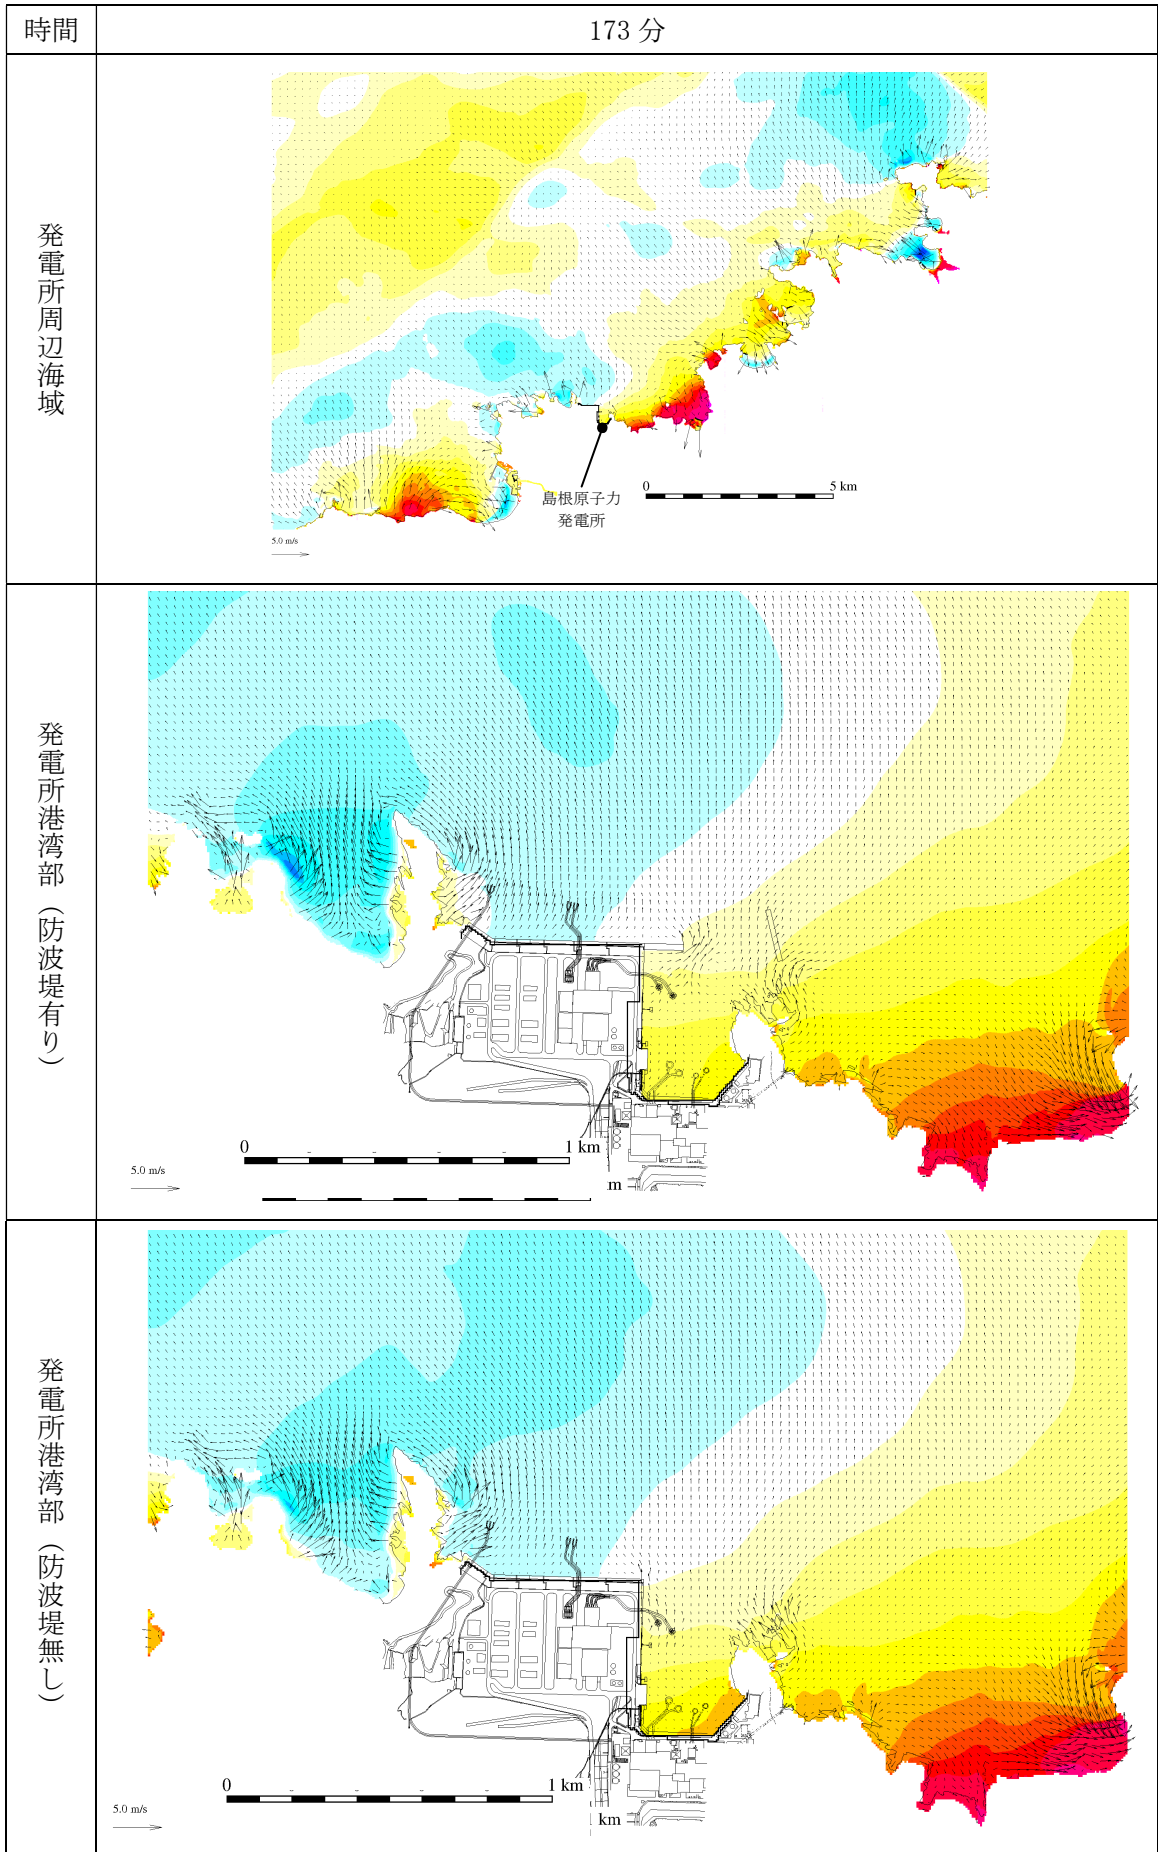 時間
173 分
発電所周辺海域
島根原子力
発電所
0
5 km
5.0 m/s
発電所港湾部（防波堤有り）
0
1 km
5.0 m/s
m
発電所港湾部（防波堤無し）
0
1 km
5.0 m/s
km